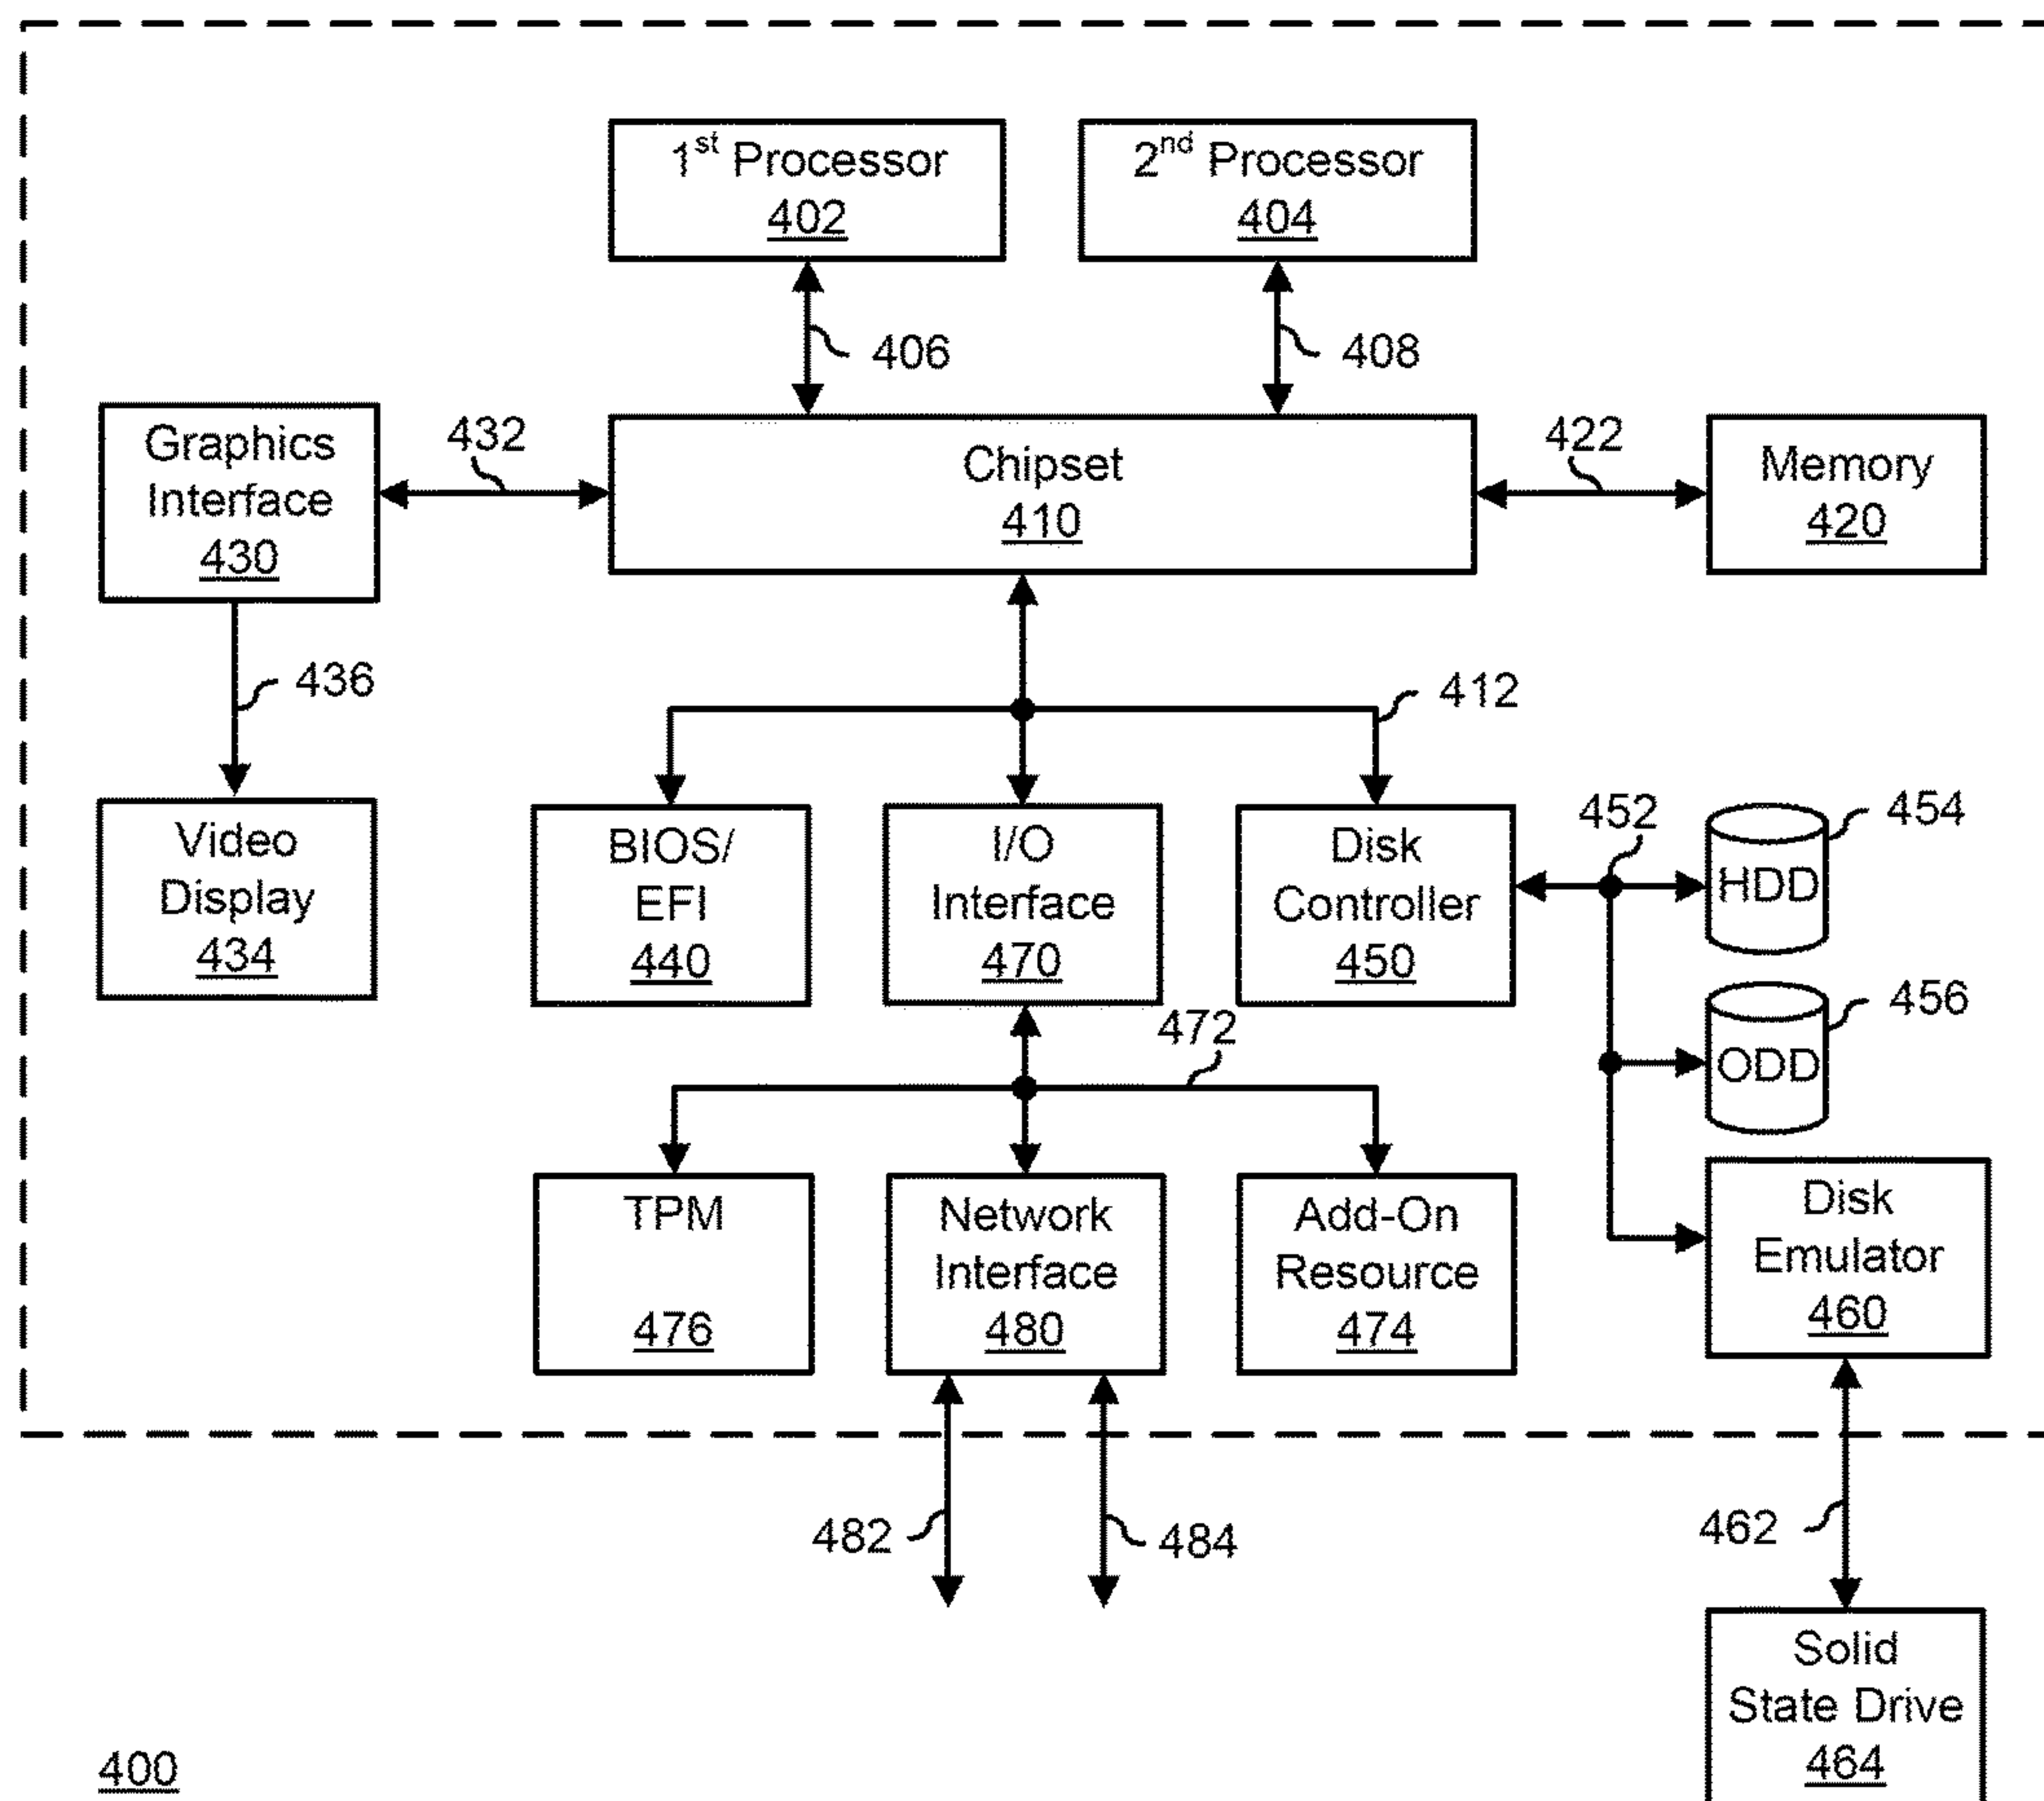 1st Processor
402
2nd Processor
404
406
408
Graphics
Interface
430
432
Chipset
410
422
Memory
420
436
412
Video
Display
434
BIOS/
EFI
440
I/O
Interface
470
Disk
Controller
450
452
454
HDD
456
ODD
472
TPM
476
Network
Interface
480
Add-On
Resource
474
Disk
Emulator
460
482
484
462
Solid
State Drive
464
400